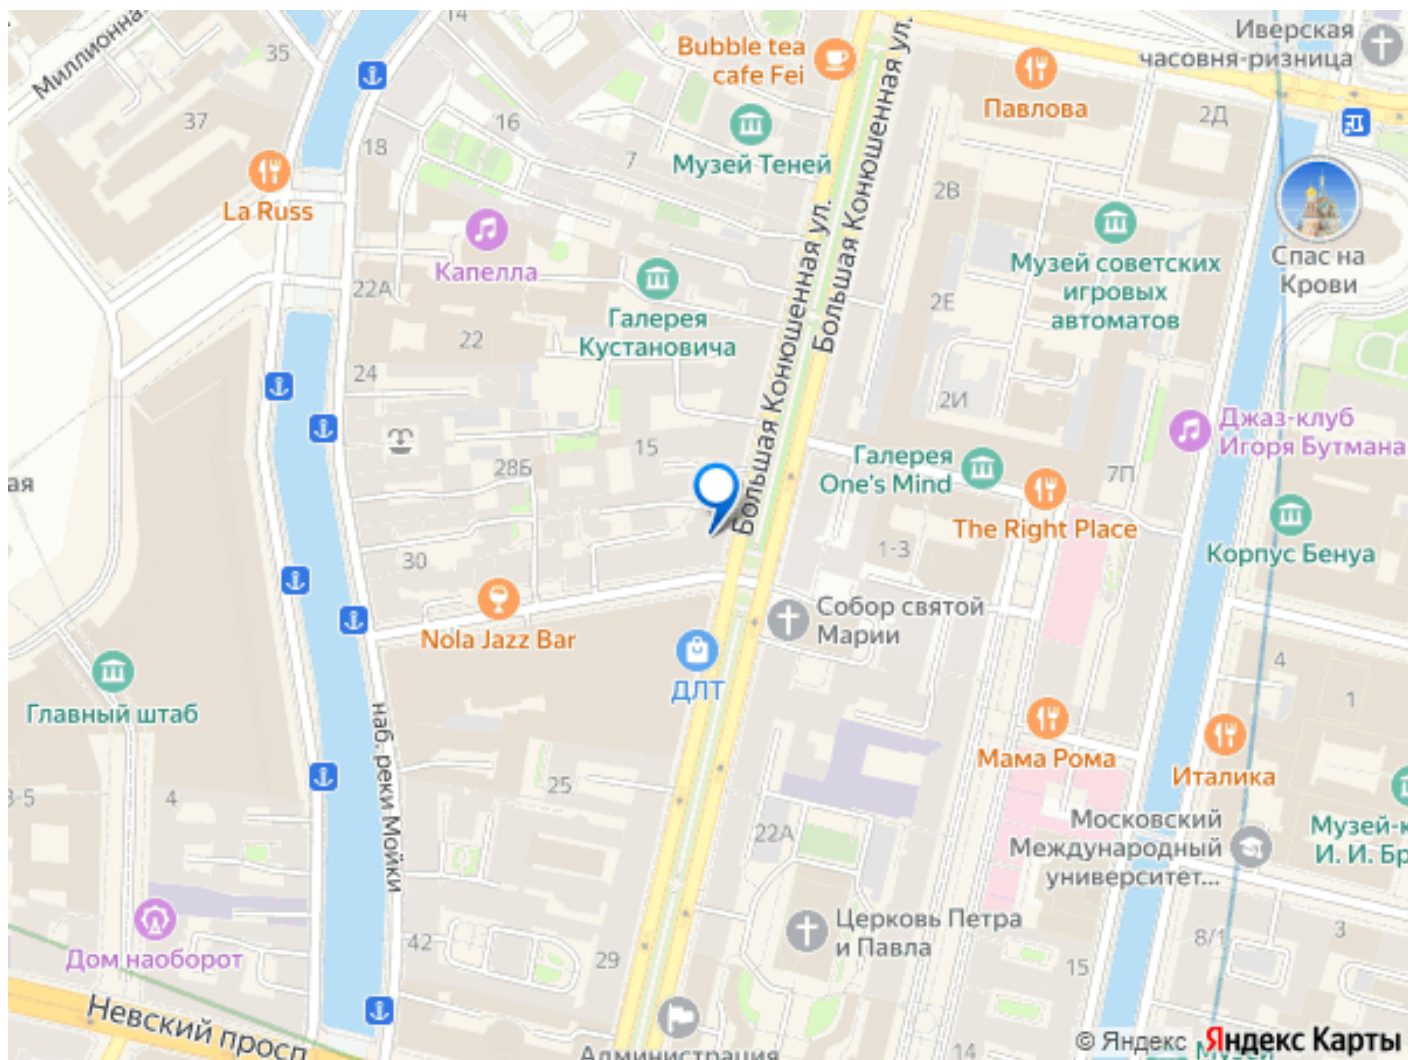 14
Миллионна
35
37
18
16
7
Bubble tea
cafe Fei
Музей Теней
Большая Конюшенная ул.
Большая Конюшенная ул.
Павлова
Иверская
часовня-ризница
2Д
2В
Спас на
Крови
La Russ
Капелла
22А
22
24
Галерея
Кустановича
Музей советских
игровых
автоматов
2Е
2И
Джаз-клуб
Игоря Бутмана
15
28Б
ая
Галерея
One's Mind
The Right Place
7П
1-3
Корпус Бенуа
30
Nola Jazz Bar
Собор святой
Марии
ДЛТ
Главный штаб
наб. реки Мойки
3-5
4
25
22А
Мама Рома
4
1
Италика
Московский
Международный
университет...
Музей-к
И. И. Бр
Дом наоборот
42
29
Церковь Петра
и Павла
15
8/1
3
Невский просп
Администрация
14
© Яндекс Яндекс Карты
Музей